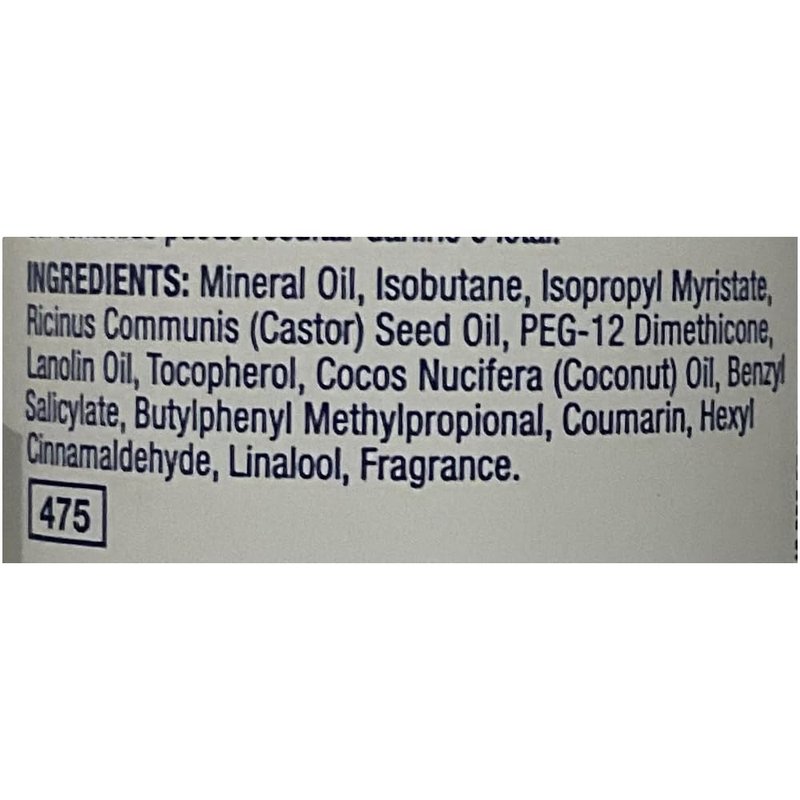 INGREDIENTS: Mineral Oil, Isobutane, Isopropyl Myristate,
Ricinus Communis (Castor) Seed Oil, PEG-12 Dimethicone,
Lanolin Oil, Tocopherol, Cocos Nucifera (Coconut) Oil, Benzyl
Salicylate, Butylphenyl Methylpropional, Coumarin, Hexyl
Cinnamaldehyde, Linalool, Fragrance.
475